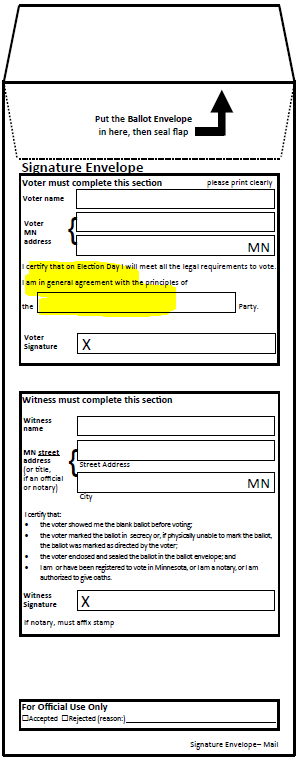 Put the Ballot Envelope
in here, then seal flap
Signature Envelope
Voter must complete this section please print clearly
Voter name
Voter
MN
address
MN
I certify that on Election Day I will meet all the legal requirements to vote.
I am in general agreement with the principles of
the Party.
Voter
Signature
X
Witness must complete this section
Witness
name
MN street
address
(or title,
if an official
or notary)
Street Address
MN
City
I certify that:
• the voter showed me the blank ballot before voting;
• the voter marked the ballot in secrecy or, if physically unable to mark the ballot,
the ballot was marked as directed by the voter;
• the voter enclosed and sealed the ballot in the ballot envelope; and
• I am or have been registered to vote in Minnesota, or I am a notary, or I am
authorized to give oaths.
Witness
Signature
X
If notary, must affix stamp
For Official Use Only
☐Accepted ☐Rejected (reason:)
Signature Envelope– Mail